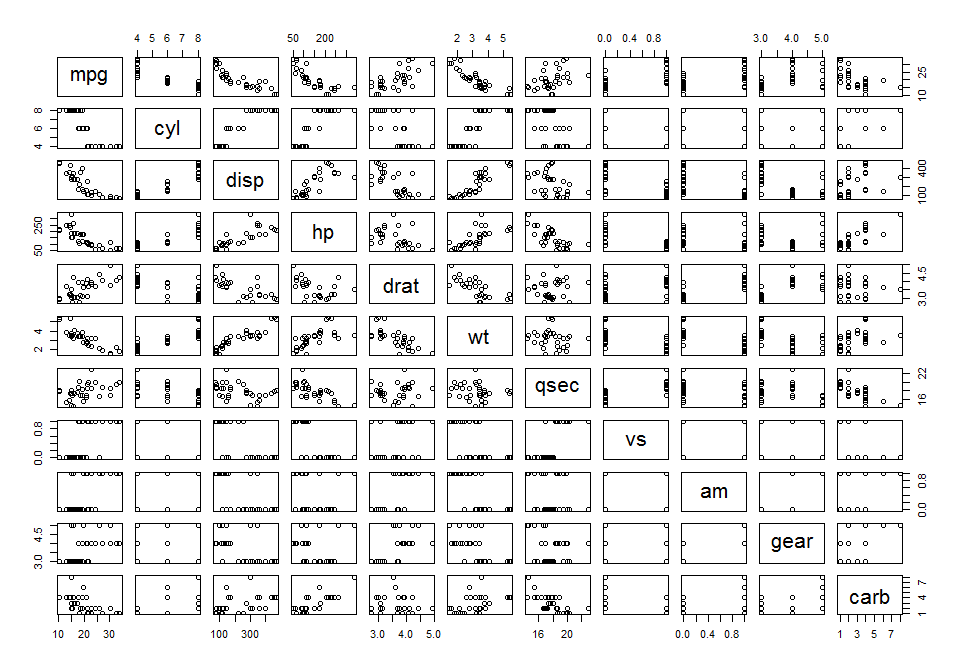 4 5 6 7 8 50 200 2 3 4 5 0.0 0.4 0.8 3.0 4.0 5.0
mpg 10 25
4 6 8 cyl
disp 100 400
50 250 hp
drat 3.0 4.5
2 4 wt
qsec 16 22
0.0 0.8 vs
am 0.0 0.8
3.0 4.5 gear
carb 1 4 7
10 20 30 100 300 3.0 4.0 5.0 16 20 0.0 0.4 0.8 1 3 5 7